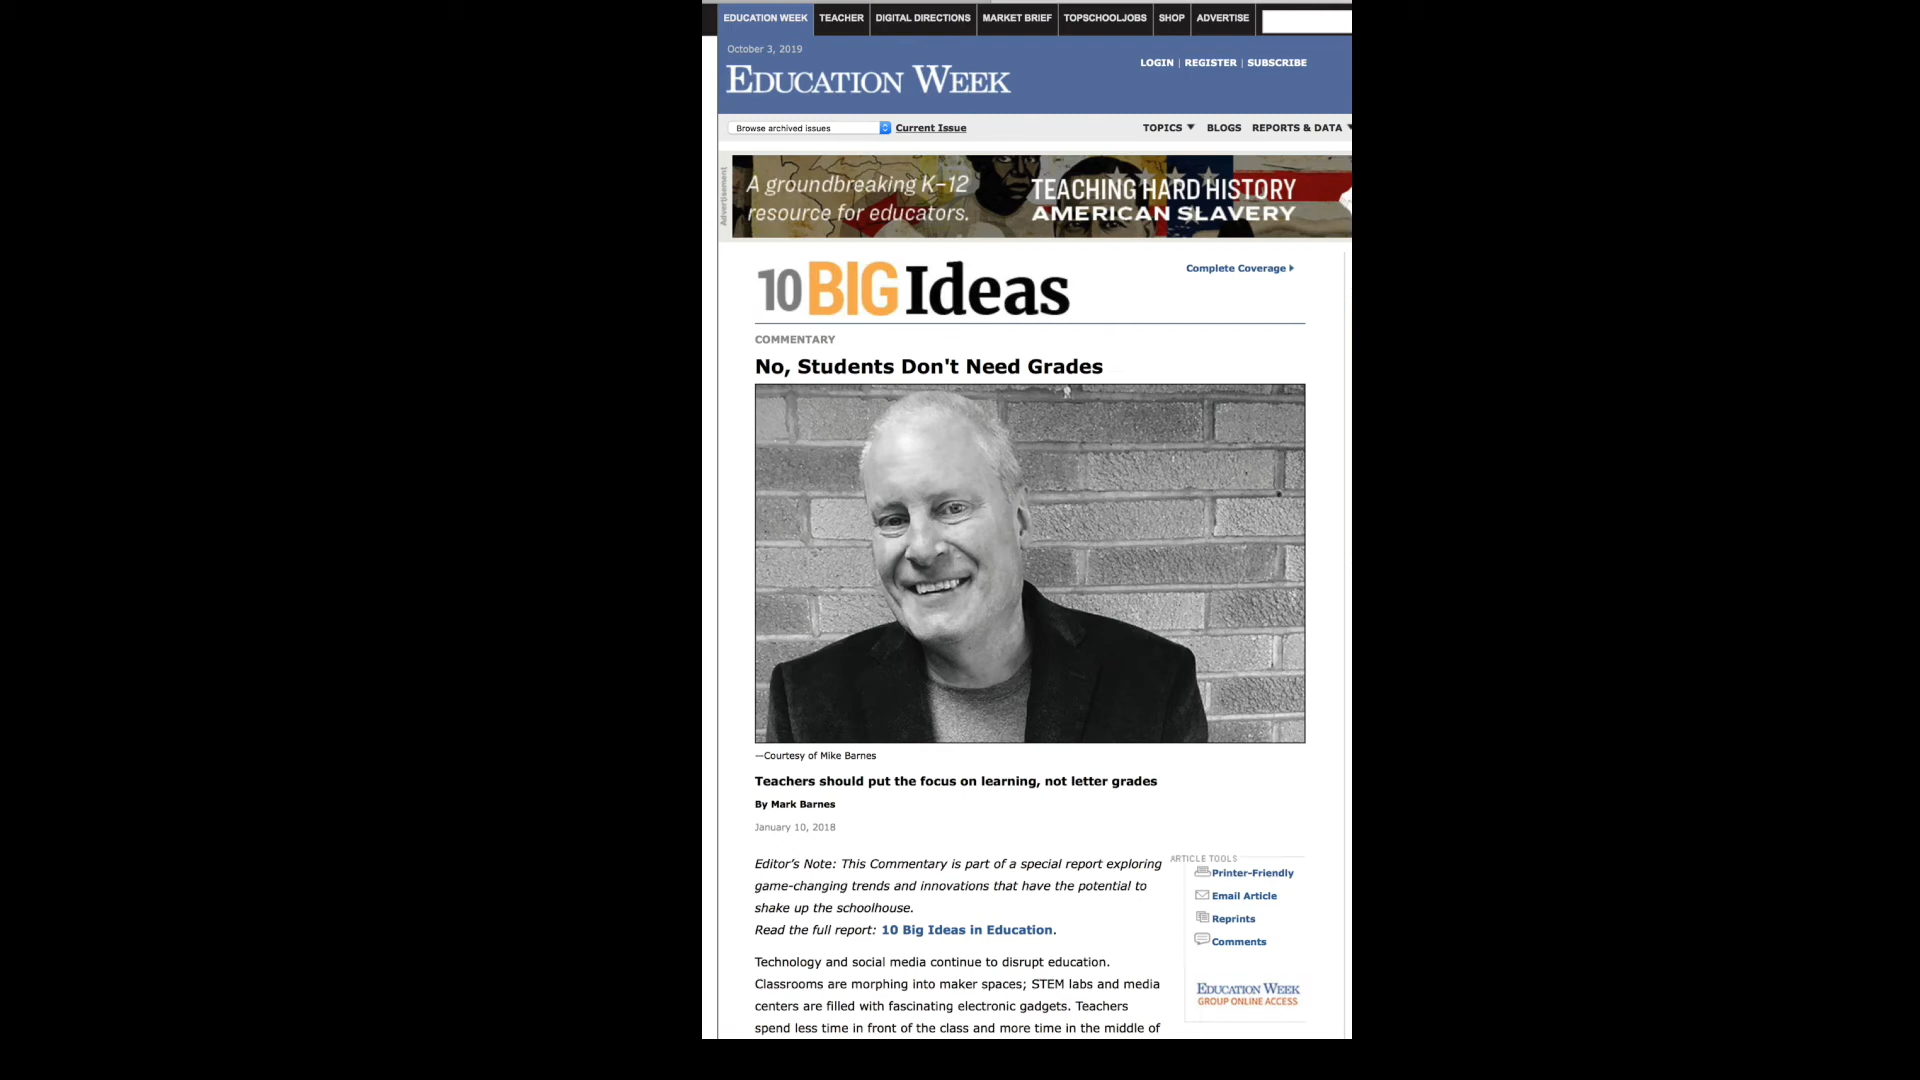 EDUCATION WEEK TEACHER DIGITAL DIRECTIONS MARKET BRIEF TOPSCHOOLJOBS SHOP ADVERTISE
October 3, 2019
LOGIN | REGISTER | SUBSCRIBE
EDUCATION WEEK
Browse archived issues Current Issue TOPICS BLOGS REPORTS & DATA
Advertisement
A groundbreaking K–12
resource for educators.
TEACHING HARD HISTORY
AMERICAN SLAVERY
10 BIG Ideas
Complete Coverage
COMMENTARY
No, Students Don't Need Grades
—Courtesy of Mike Barnes
Teachers should put the focus on learning, not letter grades
By Mark Barnes
January 10, 2018
Editor's Note: This Commentary is part of a special report exploring
game-changing trends and innovations that have the potential to
shake up the schoolhouse.
Read the full report: 10 Big Ideas in Education.
Technology and social media continue to disrupt education.
Classrooms are morphing into maker spaces; STEM labs and media
centers are filled with fascinating electronic gadgets. Teachers
spend less time in front of the class and more time in the middle of
ARTICLE TOOLS
Printer-Friendly
Email Article
Reprints
Comments
EDUCATION WEEK
GROUP ONLINE ACCESS